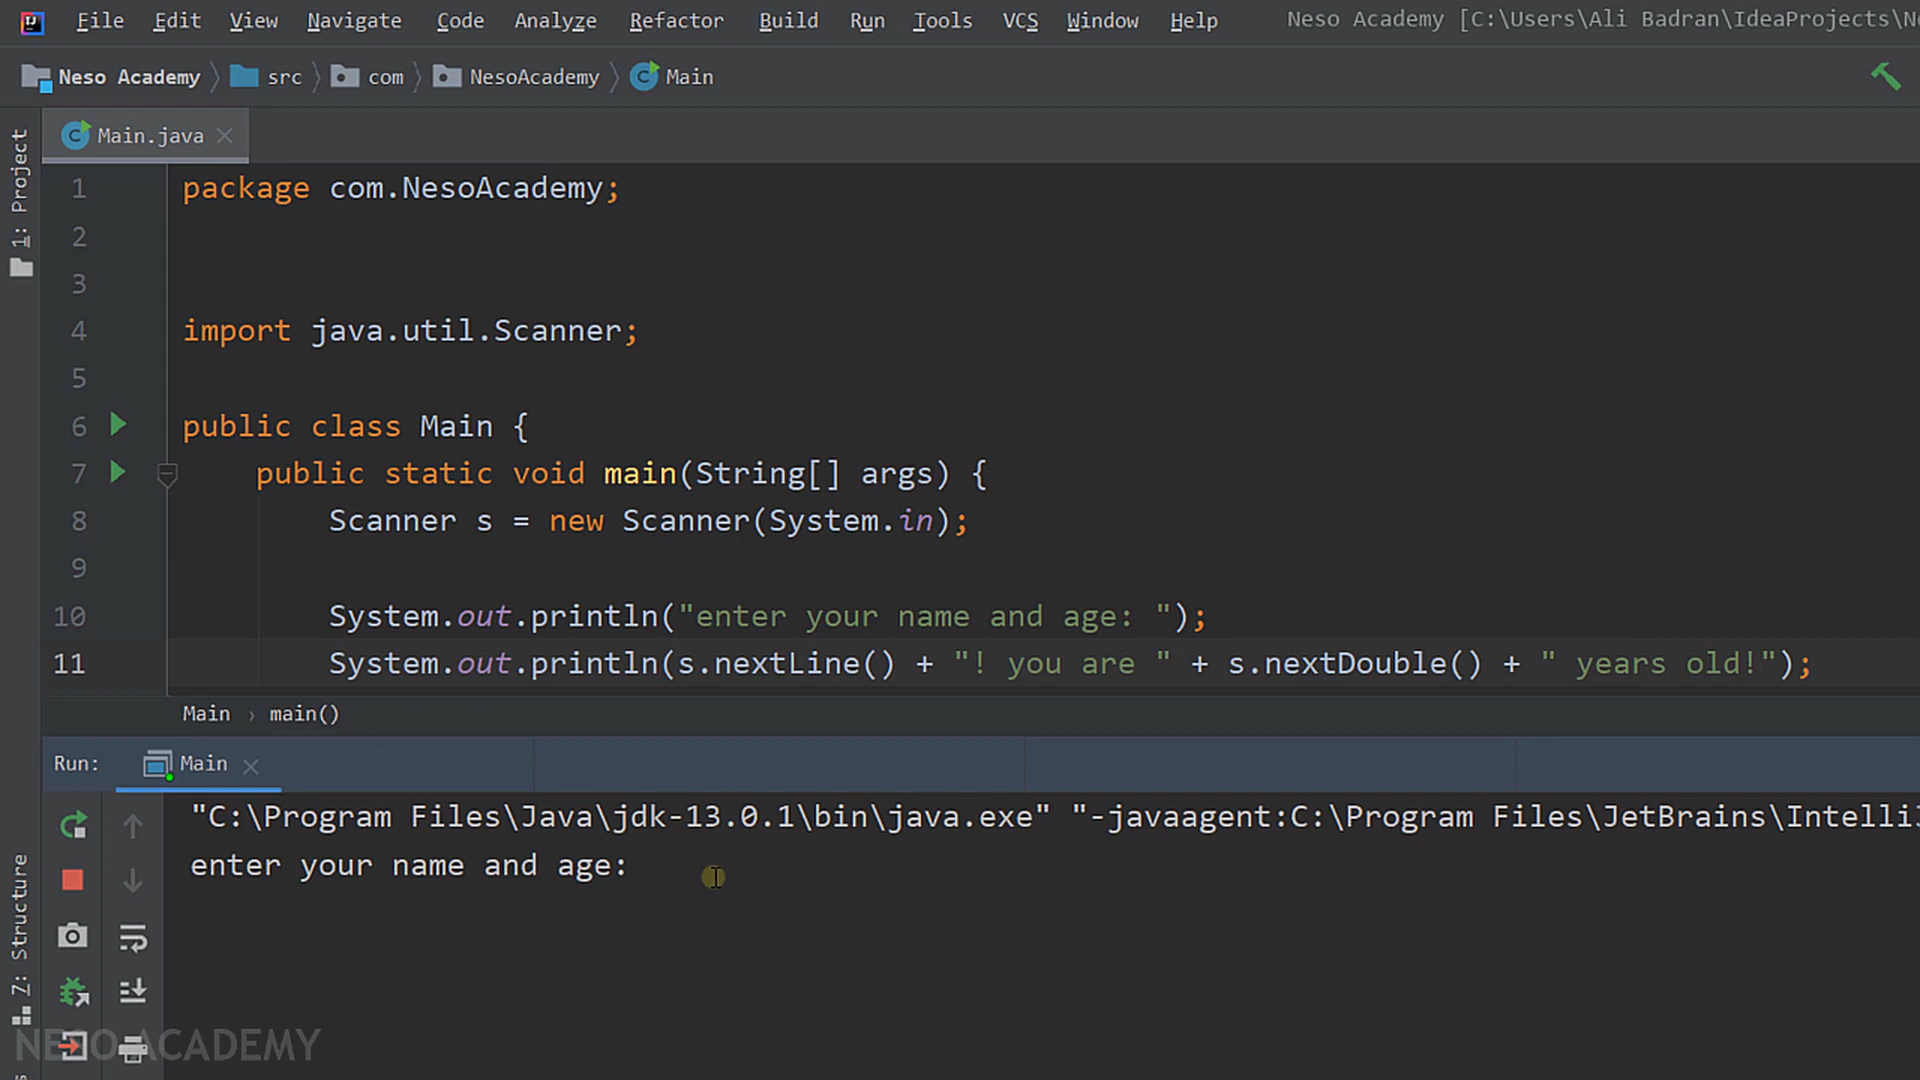 File Edit View Navigate Code Analyze Refactor Build Run Tools VCS Window Help Neso Academy [C:\Users\Ali Badran\IdeaProjects\
Neso Academy src com NesoAcademy Main
Main.java
1: Project
1 package com.NesoAcademy;
2
3
4 import java.util.Scanner;
5
6 public class Main {
7 public static void main(String[] args) {
8 Scanner s = new Scanner(System.in);
9
10 System.out.println("enter your name and age: ");
11 System.out.println(s.nextLine() + "! you are " + s.nextDouble() + " years old!");
Main › main()
Run: Main
"C:\Program Files\Java\jdk-13.0.1\bin\java.exe" "-javaagent:C:\Program Files\JetBrains\Intelli
enter your name and age:
Z: Structure
NESO ACADEMY